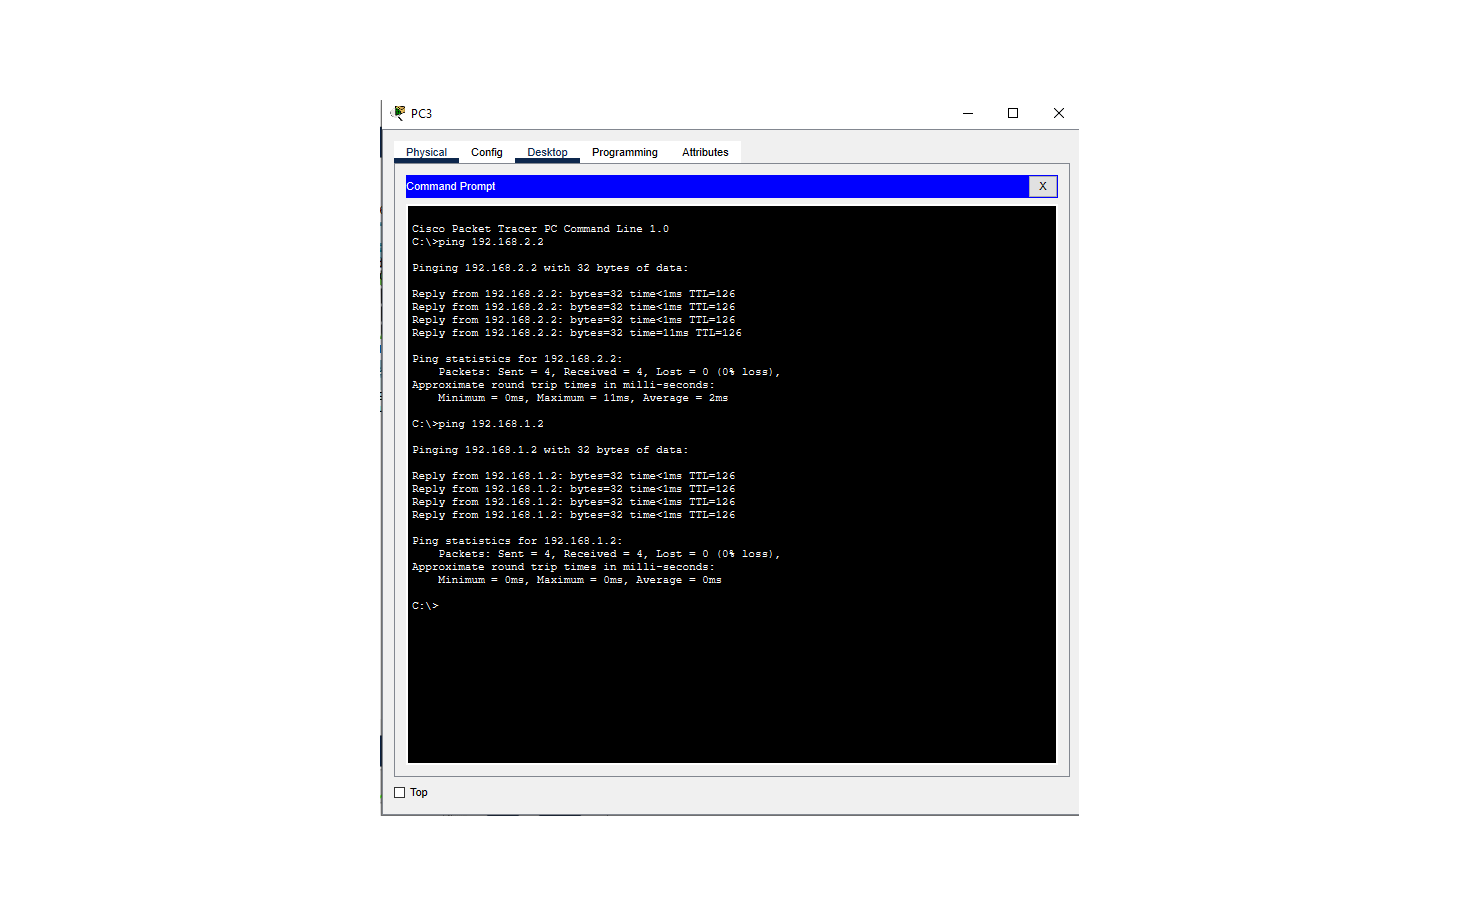 PC3
Physical Config Desktop Programming Attributes
Command Prompt X
Cisco Packet Tracer PC Command Line 1.0
C:\>ping 192.168.2.2
Pinging 192.168.2.2 with 32 bytes of data:
Reply from 192.168.2.2: bytes=32 time<1ms TTL=126
Reply from 192.168.2.2: bytes=32 time<1ms TTL=126
Reply from 192.168.2.2: bytes=32 time<1ms TTL=126
Reply from 192.168.2.2: bytes=32 time=11ms TTL=126
Ping statistics for 192.168.2.2:
    Packets: Sent = 4, Received = 4, Lost = 0 (0% loss),
Approximate round trip times in milli-seconds:
    Minimum = 0ms, Maximum = 11ms, Average = 2ms
C:\>ping 192.168.1.2
Pinging 192.168.1.2 with 32 bytes of data:
Reply from 192.168.1.2: bytes=32 time<1ms TTL=126
Reply from 192.168.1.2: bytes=32 time<1ms TTL=126
Reply from 192.168.1.2: bytes=32 time<1ms TTL=126
Reply from 192.168.1.2: bytes=32 time<1ms TTL=126
Ping statistics for 192.168.1.2:
    Packets: Sent = 4, Received = 4, Lost = 0 (0% loss),
Approximate round trip times in milli-seconds:
    Minimum = 0ms, Maximum = 0ms, Average = 0ms
C:\>
Top